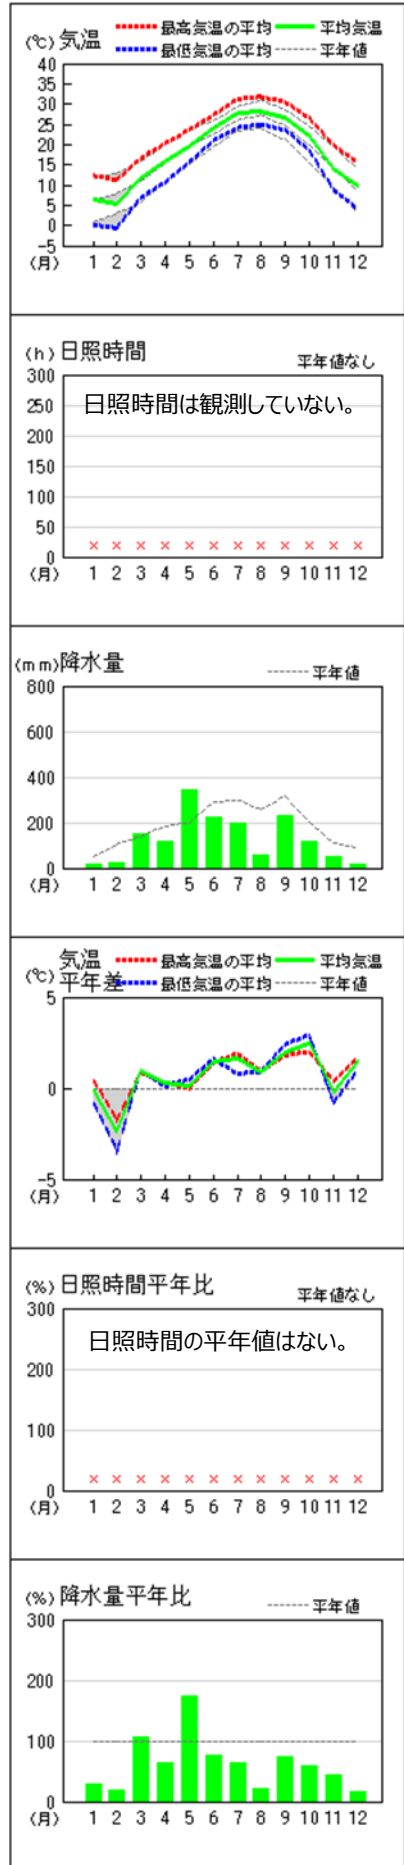 (℃) 気温 最高気温の平均 平均気温
最低気温の平均 平年値
40
35
30
25
20
15
10
5
0
-5
(月) 1 2 3 4 5 6 7 8 9 10 11 12
(h) 日照時間 平年値なし
300
日照時間は観測していない。
250
200
150
100
50
0
(月) 1 2 3 4 5 6 7 8 9 10 11 12
(mm) 降水量 平年値
800
600
400
200
0
(月) 1 2 3 4 5 6 7 8 9 10 11 12
気温 最高気温の平均 平均気温
(℃) 平年差 最低気温の平均 平年値
5
0
-5
(月) 1 2 3 4 5 6 7 8 9 10 11 12
(%) 日照時間平年比 平年値なし
300
日照時間の平年値はない。
200
100
0
(月) 1 2 3 4 5 6 7 8 9 10 11 12
(%) 降水量平年比 平年値
300
200
100
0
(月) 1 2 3 4 5 6 7 8 9 10 11 12